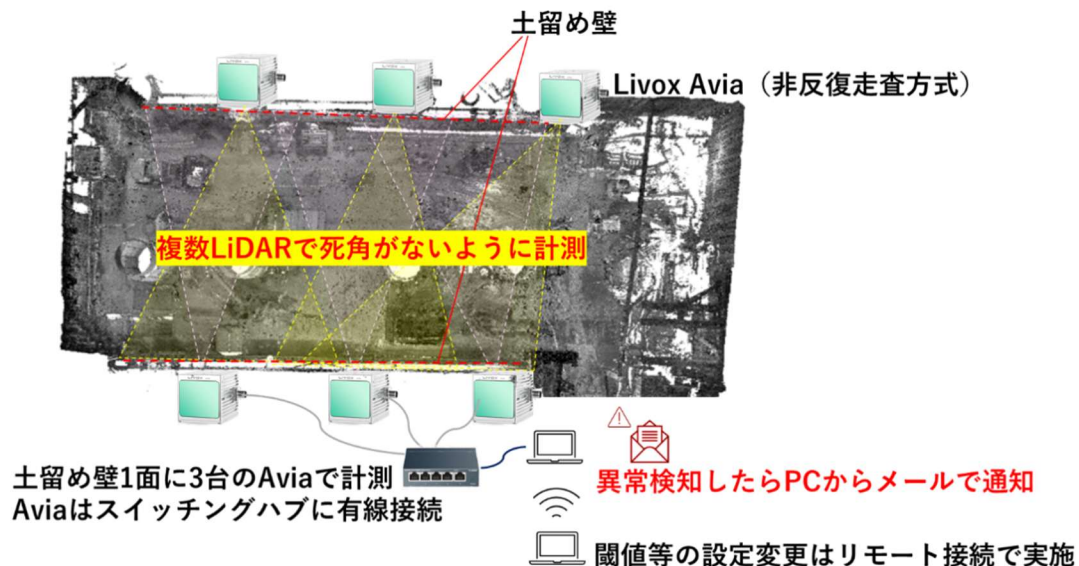 土留め壁
Livox Avia（非反復走査方式）
複数LiDARで死角がないように計測
土留め壁1面に3台のAviaで計測
Aviaはスイッチングハブに有線接続
異常検知したらPCからメールで通知
閾値等の設定変更はリモート接続で実施